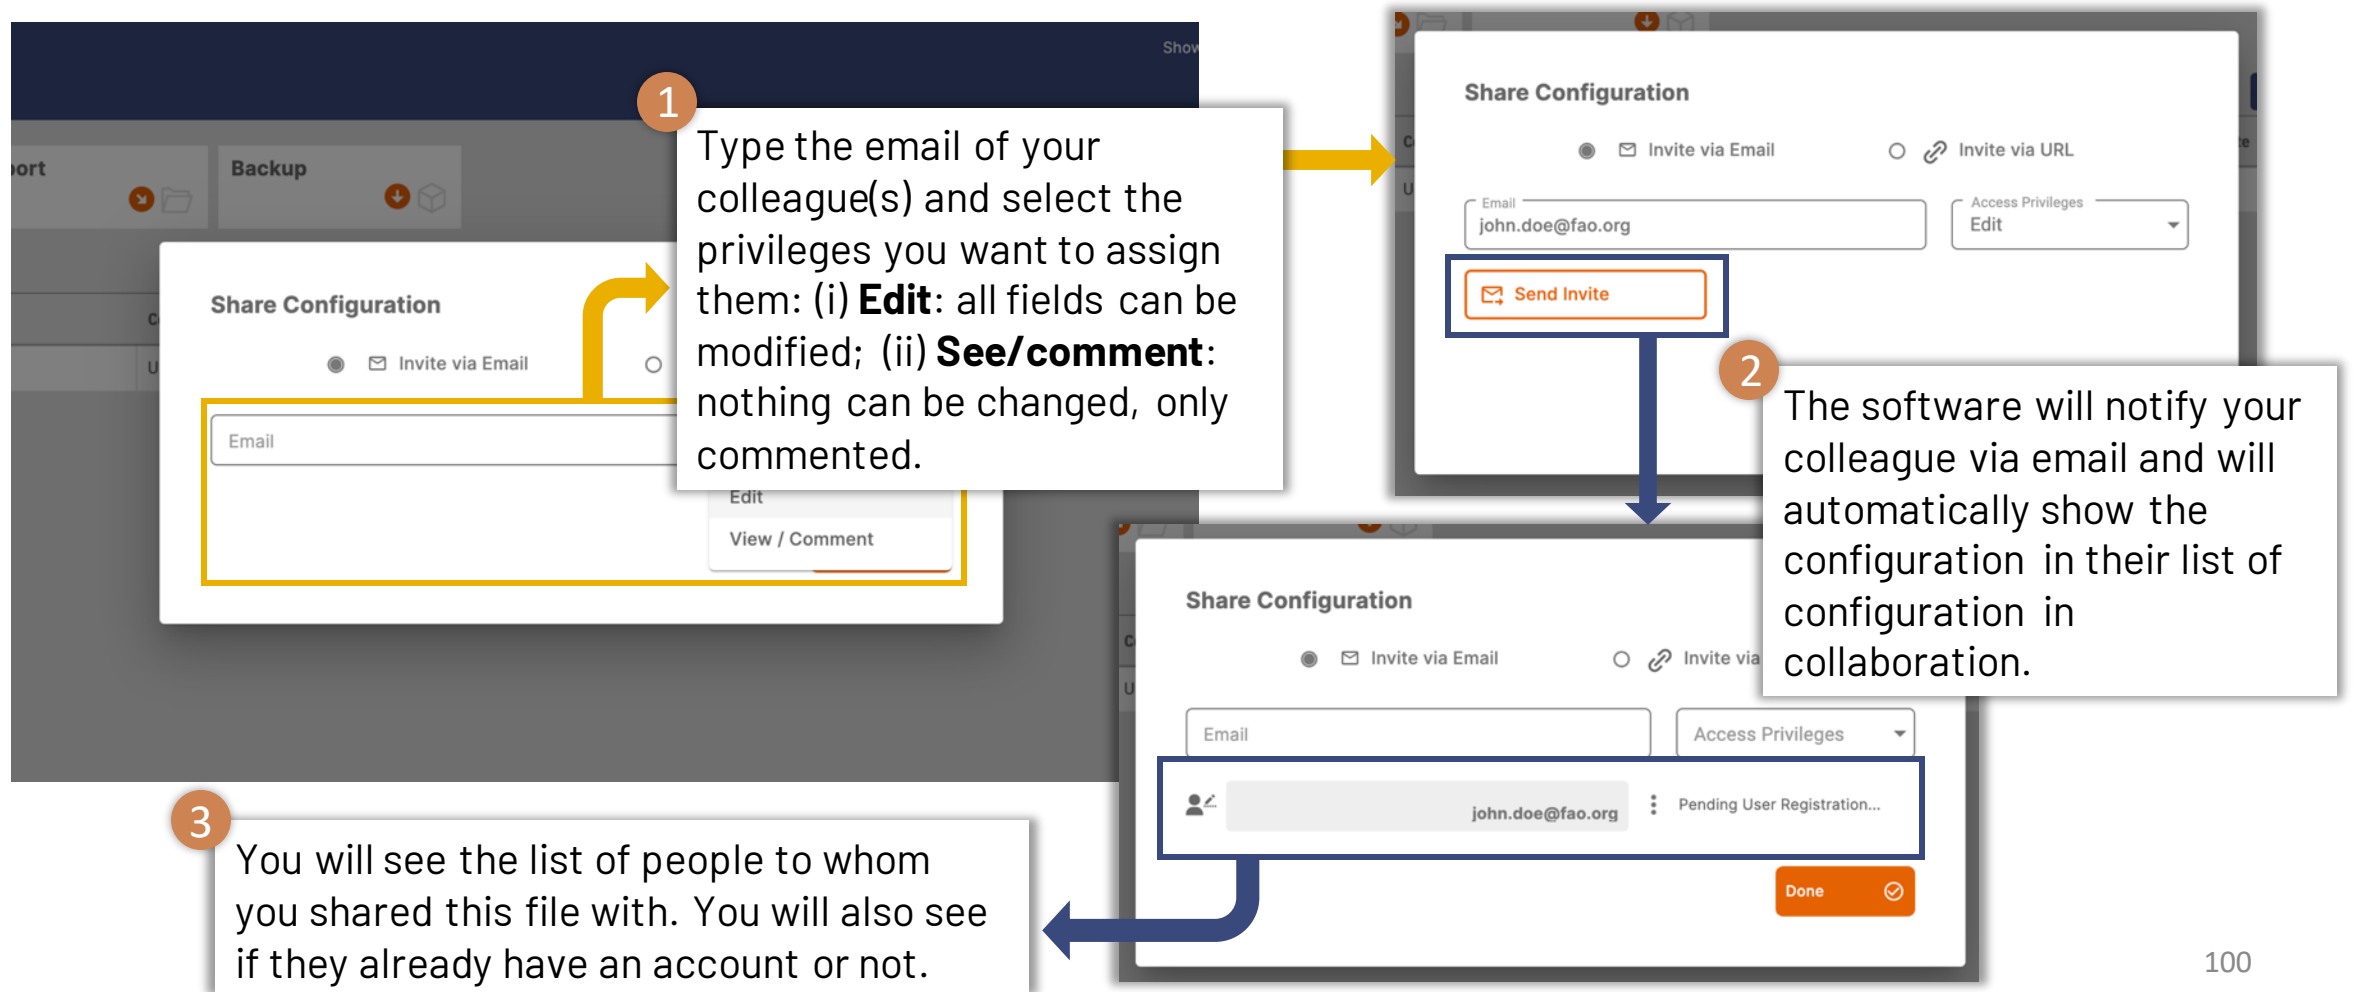 Show
port
Backup
Share Configuration
Invite via Email
Email
Edit
View / Comment
1
Type the email of your
colleague(s) and select the
privileges you want to assign
them: (i) Edit: all fields can be
modified; (ii) See/comment:
nothing can be changed, only
commented.
Share Configuration
Invite via Email
Invite via URL
Email
john.doe@fao.org
Access Privileges
Edit
Send Invite
2
The software will notify your
colleague via email and will
automatically show the
configuration in their list of
configuration in
collaboration.
Share Configuration
Invite via Email
Invite via
Email
Access Privileges
john.doe@fao.org
Pending User Registration...
Done
3
You will see the list of people to whom
you shared this file with. You will also see
if they already have an account or not.
100